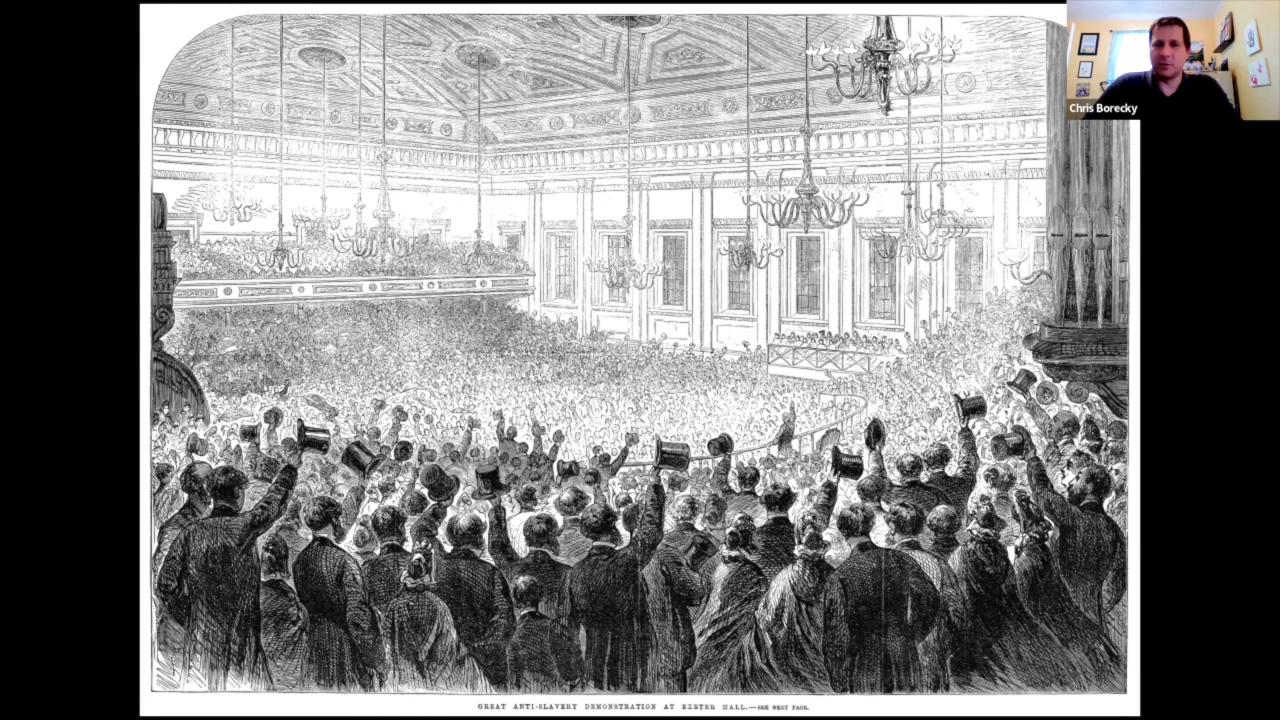 Chris Borecky
GREAT ANTI-SLAVERY DEMONSTRATION AT EXETER HALL.—SEE NEXT PAGE.